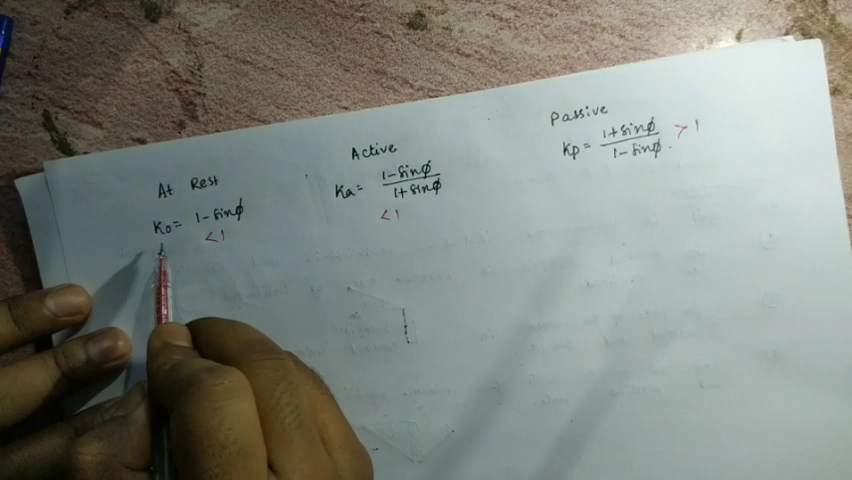 At Rest
K₀ = 1 - sinϕ
< 1
Active
Ka = (1 - sinϕ)/(1 + sinϕ)
< 1
Passive
Kp = (1 + sinϕ)/(1 - sinϕ) . > 1